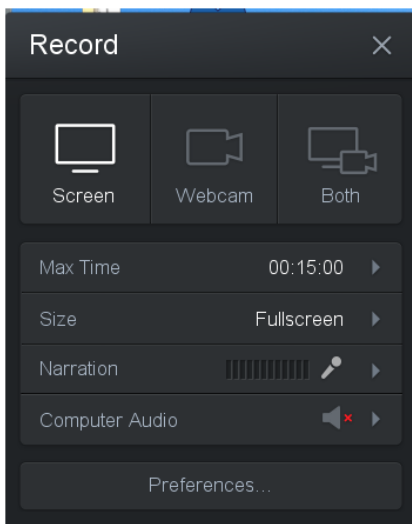 Record
Screen Webcam Both
Max Time 00:15:00
Size Fullscreen
Narration
Computer Audio
Preferences...